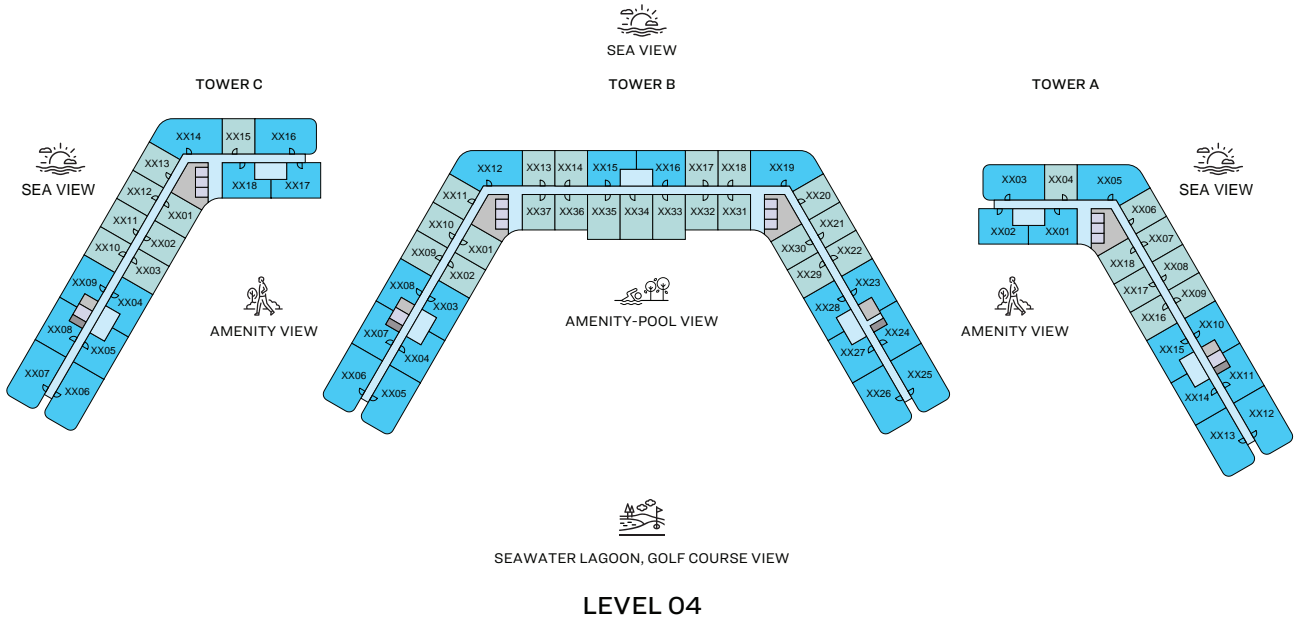 SEA VIEW
TOWER C
TOWER B
TOWER A
SEA VIEW
SEA VIEW
XX14
XX15
XX16
XX13
XX12
XX11
XX10
XX09
XX08
XX07
XX18
XX17
XX01
XX02
XX03
XX04
XX05
XX06
AMENITY VIEW
XX12
XX13
XX14
XX15
XX16
XX17
XX18
XX19
XX11
XX10
XX09
XX08
XX07
XX06
XX37
XX36
XX35
XX34
XX33
XX32
XX31
XX01
XX02
XX03
XX04
XX05
XX20
XX21
XX22
XX23
XX24
XX25
XX30
XX29
XX28
XX27
XX26
AMENITY-POOL VIEW
XX03
XX04
XX05
XX02
XX01
XX06
XX07
XX08
XX09
XX10
XX11
XX12
XX18
XX17
XX16
XX15
XX14
XX13
AMENITY VIEW
SEAWATER LAGOON, GOLF COURSE VIEW
LEVEL 04